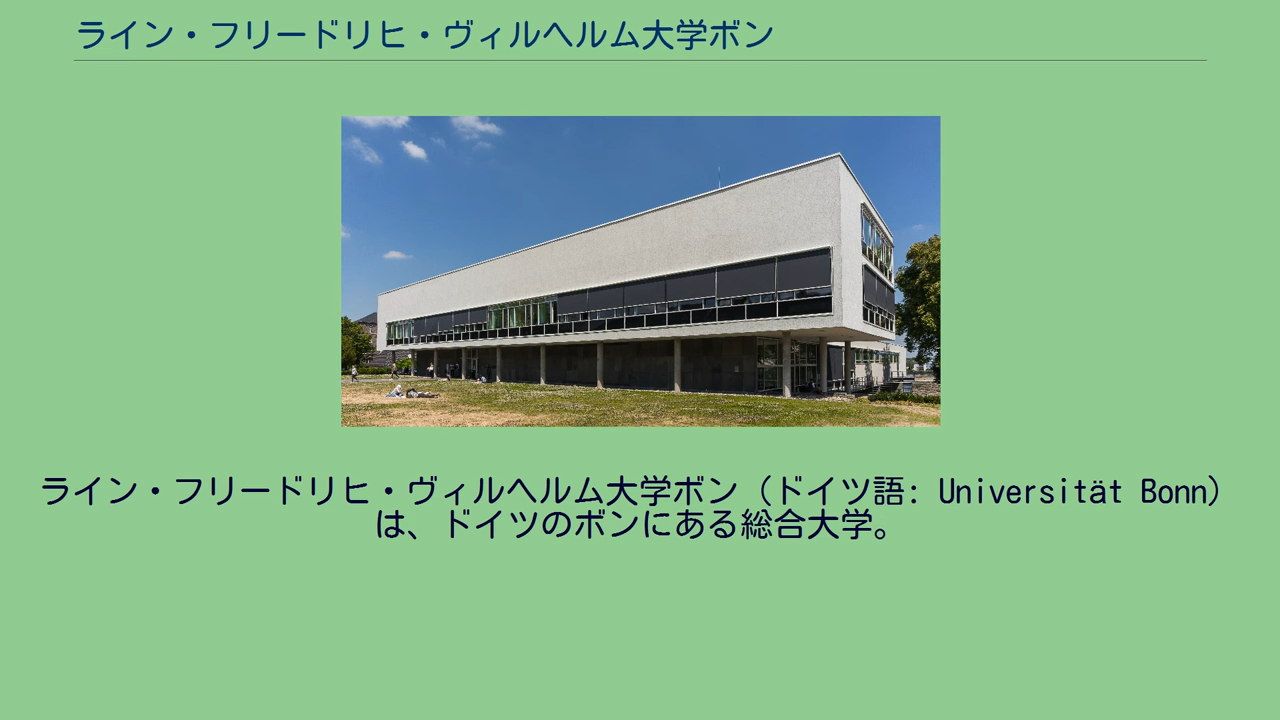 ライン・フリードリヒ・ヴィルヘルム大学ボン
ライン・フリードリヒ・ヴィルヘルム大学ボン（ドイツ語: Universität Bonn）
は、ドイツのボンにある総合大学。